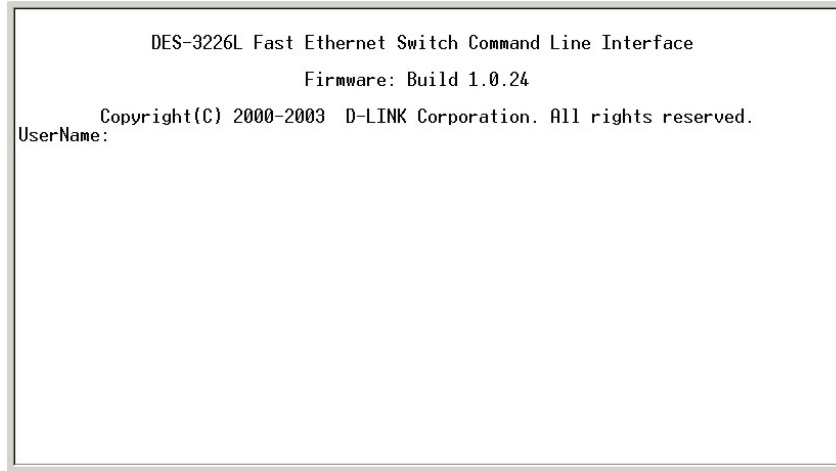 DES-3226L Fast Ethernet Switch Command Line Interface
Firmware: Build 1.0.24
Copyright(C) 2000-2003 D-LINK Corporation. All rights reserved.
UserName: